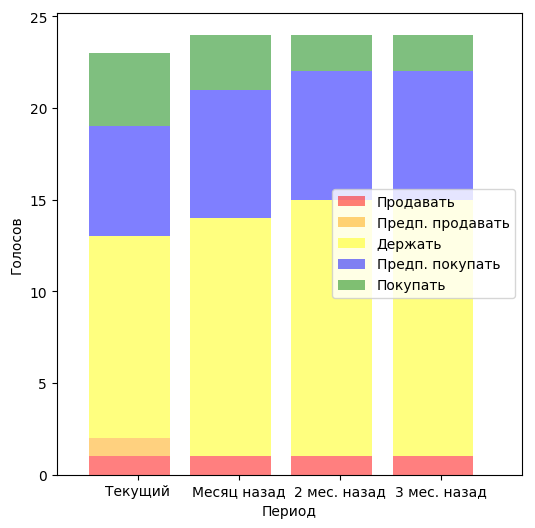 25
20
15
10
5
0
Голосов
Продавать
Предп. продавать
Держать
Предп. покупать
Покупать
Текущий
Месяц назад
2 мес. назад
3 мес. назад
Период